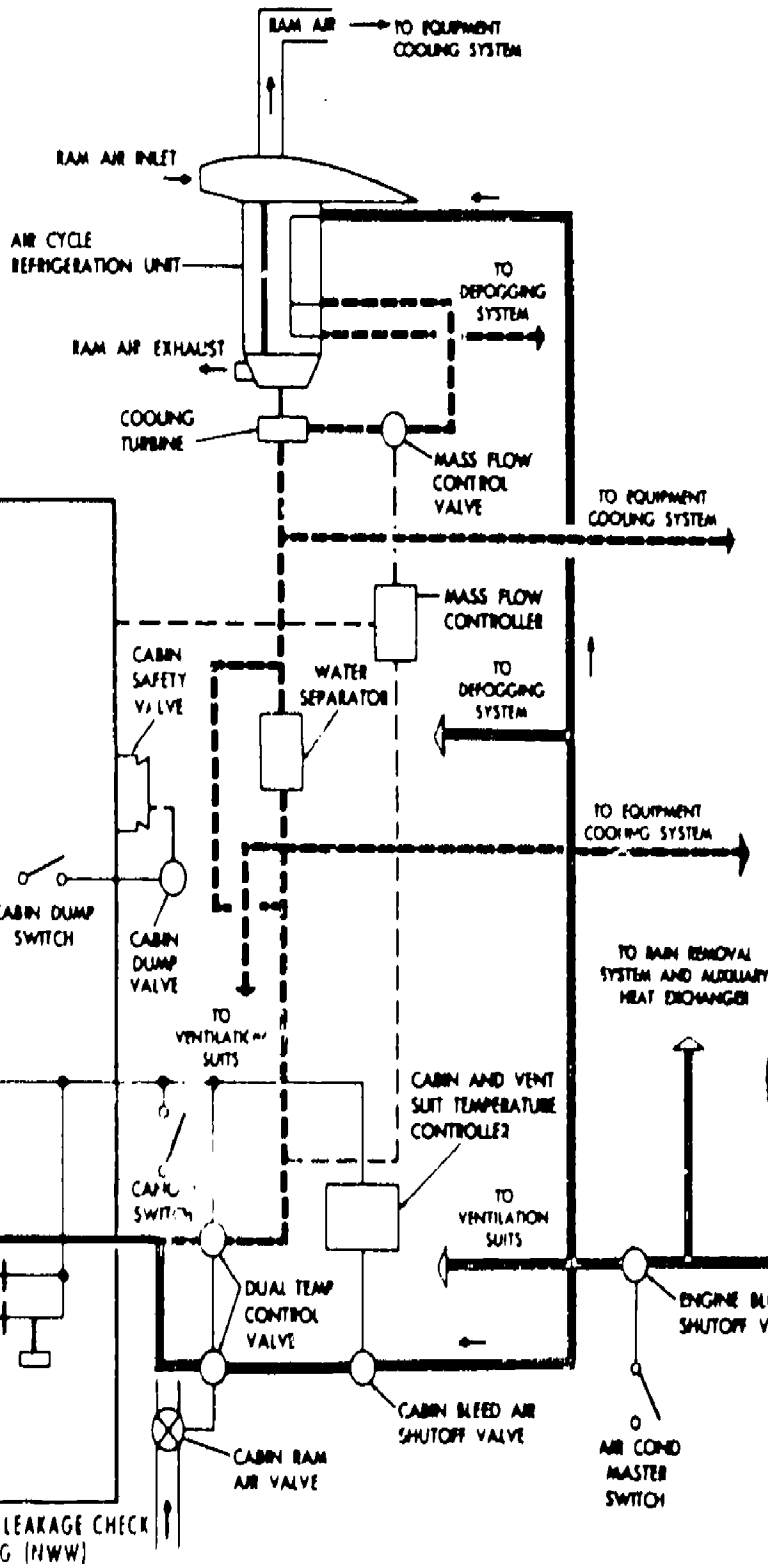 RAM AIR
TO EQUIPMENT
COOLING SYSTEM
RAM AIR INLET
AIR CYCLE
REFRIGERATION UNIT
TO
DEFOGGING
SYSTEM
RAM AIR EXHAUST
COOLING
TURBINE
MASS FLOW
CONTROL
VALVE
TO EQUIPMENT
COOLING SYSTEM
MASS FLOW
CONTROLLER
CABIN
SAFETY
VALVE
WATER
SEPARATOR
TO
DEFOGGING
SYSTEM
TO EQUIPMENT
COOLING SYSTEM
CABIN DUMP
SWITCH
CABIN
DUMP
VALVE
TO RAIN REMOVAL
SYSTEM AND AUXILIARY
HEAT EXCHANGER
TO
SUITS
CABIN AND VENT
SUIT TEMPERATURE
CONTROLLER
SWITCH
TO
VENTILATION
SUITS
DUAL TEMP
CONTROL
VALVE
ENGINE
SHUTOFF
CABIN BLEED AIR
SHUTOFF VALVE
AIR COND
MASTER
SWITCH
CABIN RAM
AIR VALVE
LEAKAGE CHECK
G (NWW)